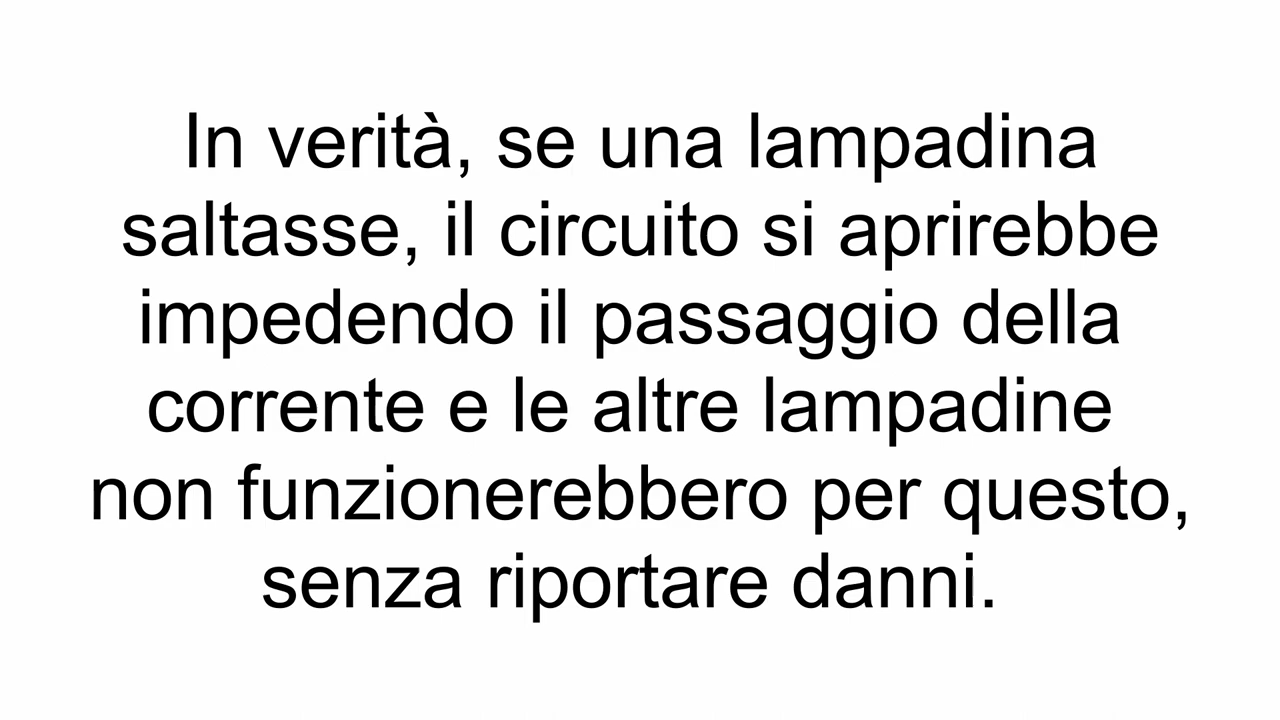 In verità, se una lampadina
saltasse, il circuito si aprirebbe
impedendo il passaggio della
corrente e le altre lampadine
non funzionerebbero per questo,
senza riportare danni.